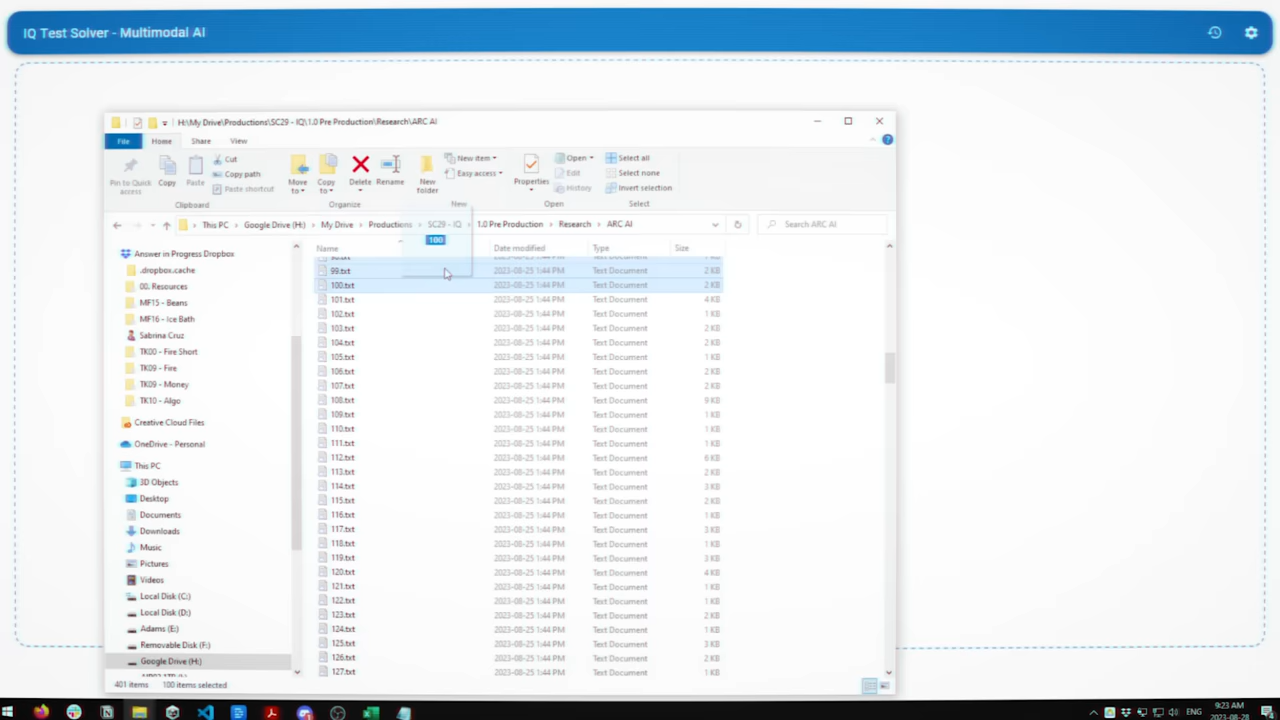 IQ Test Solver - Multimodal AI
H:\My Drive\Productions\SC29 - IQ\1.0 Pre Production\Research\ARC AI
File Home Share View
Pin to Quick access
Copy
Paste
Cut
Copy path
Paste shortcut
Clipboard
Move to
Copy to
Delete
Rename
Organize
New folder
New item
Easy access
New
Properties
Open
Edit
History
Open
Select all
Select none
Invert selection
Select
This PC > Google Drive (H:) > My Drive > Productions > SC29 - IQ > 1.0 Pre Production > Research > ARC AI
Search ARC AI
100
Answer in Progress Dropbox
.dropbox.cache
00. Resources
MF15 - Beans
MF16 - Ice Bath
Sabrina Cruz
TK00 - Fire Short
TK09 - Fire
TK09 - Money
TK10 - Algo
Creative Cloud Files
OneDrive - Personal
This PC
3D Objects
Desktop
Documents
Downloads
Music
Pictures
Videos
Local Disk (C:)
Local Disk (D:)
Adams (E:)
Removable Disk (F:)
Google Drive (H:)
Name Date modified Type Size
99.txt 2023-08-25 1:44 PM Text Document 2 KB
100.txt 2023-08-25 1:44 PM Text Document 2 KB
101.txt 2023-08-25 1:44 PM Text Document 4 KB
102.txt 2023-08-25 1:44 PM Text Document 1 KB
103.txt 2023-08-25 1:44 PM Text Document 2 KB
104.txt 2023-08-25 1:44 PM Text Document 2 KB
105.txt 2023-08-25 1:44 PM Text Document 1 KB
106.txt 2023-08-25 1:44 PM Text Document 2 KB
107.txt 2023-08-25 1:44 PM Text Document 2 KB
108.txt 2023-08-25 1:44 PM Text Document 9 KB
109.txt 2023-08-25 1:44 PM Text Document 1 KB
110.txt 2023-08-25 1:44 PM Text Document 1 KB
111.txt 2023-08-25 1:44 PM Text Document 1 KB
112.txt 2023-08-25 1:44 PM Text Document 6 KB
113.txt 2023-08-25 1:44 PM Text Document 2 KB
114.txt 2023-08-25 1:44 PM Text Document 3 KB
115.txt 2023-08-25 1:44 PM Text Document 2 KB
116.txt 2023-08-25 1:44 PM Text Document 1 KB
117.txt 2023-08-25 1:44 PM Text Document 3 KB
118.txt 2023-08-25 1:44 PM Text Document 1 KB
119.txt 2023-08-25 1:44 PM Text Document 3 KB
120.txt 2023-08-25 1:44 PM Text Document 4 KB
121.txt 2023-08-25 1:44 PM Text Document 1 KB
122.txt 2023-08-25 1:44 PM Text Document 1 KB
123.txt 2023-08-25 1:44 PM Text Document 2 KB
124.txt 2023-08-25 1:44 PM Text Document 1 KB
125.txt 2023-08-25 1:44 PM Text Document 3 KB
126.txt 2023-08-25 1:44 PM Text Document 2 KB
127.txt 2023-08-25 1:44 PM Text Document 1 KB
401 items 100 items selected
ENG
9:23 AM
2023-08-28